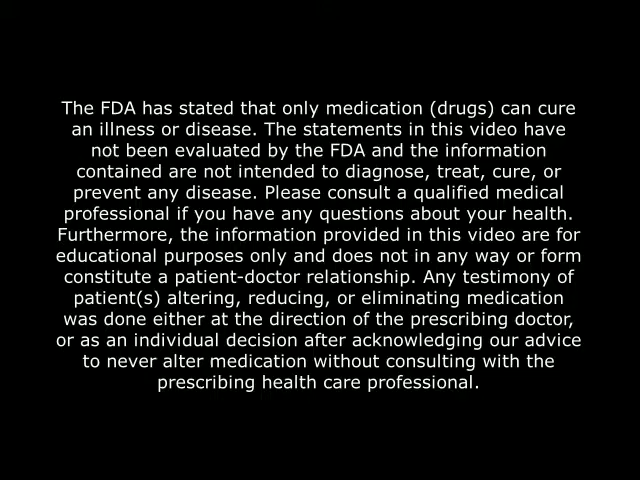 The FDA has stated that only medication (drugs) can cure
an illness or disease. The statements in this video have
not been evaluated by the FDA and the information
contained are not intended to diagnose, treat, cure, or
prevent any disease. Please consult a qualified medical
professional if you have any questions about your health.
Furthermore, the information provided in this video are for
educational purposes only and does not in any way or form
constitute a patient-doctor relationship. Any testimony of
patient(s) altering, reducing, or eliminating medication
was done either at the direction of the prescribing doctor,
or as an individual decision after acknowledging our advice
to never alter medication without consulting with the
prescribing health care professional.